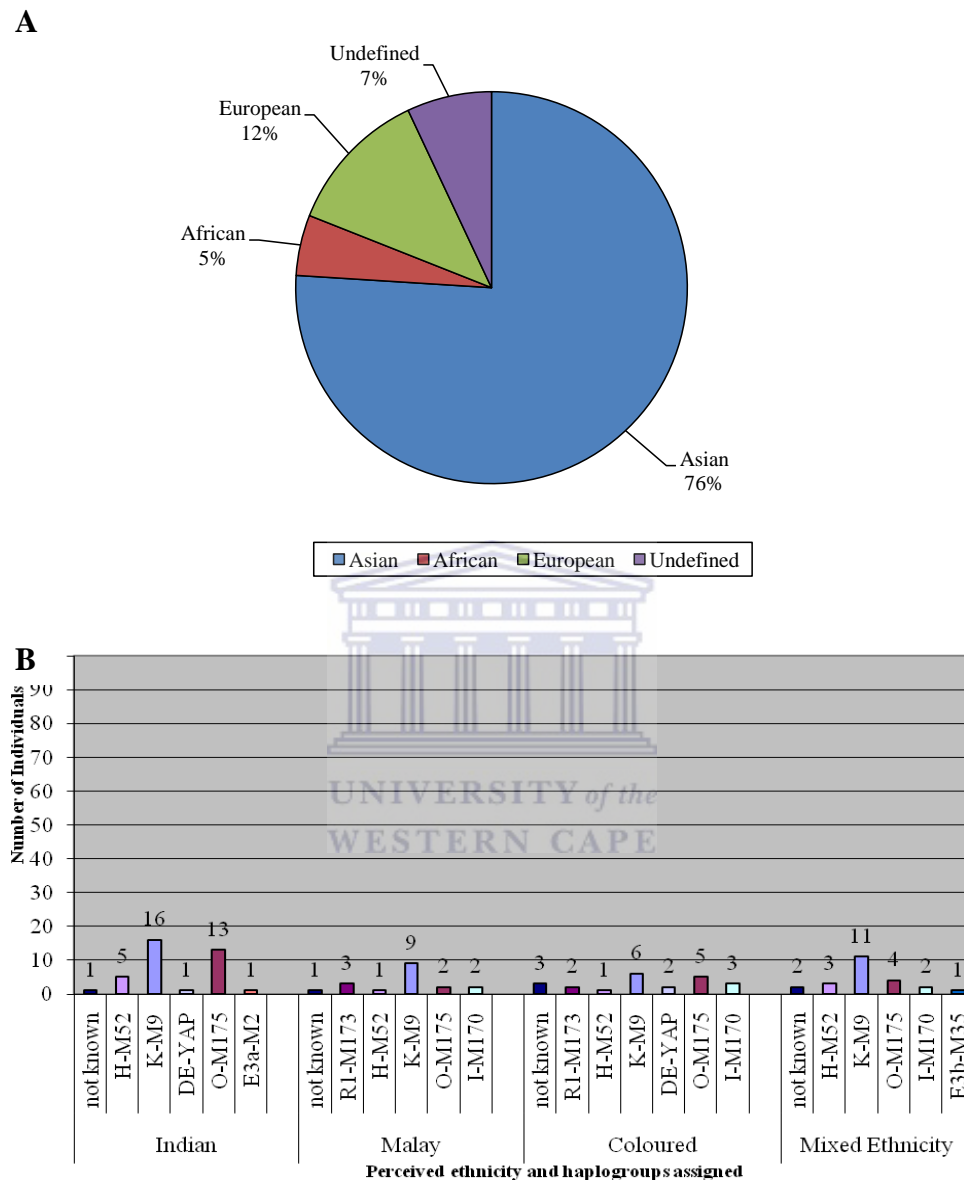 A
Undefined
7%
European
12%
African
5%
Asian
76%
Asian African European Undefined
UNIVERSITY of the
WESTERN CAPE
B
Number of Individuals
90
80
70
60
50
40
30
20
10
0
1 5 16 1 13 1 1 3 1 9 2 2 3 2 1 6 2 5 3 2 3 11 4 2 1
not known
H-M52
K-M9
DE-YAP
O-M175
E3a-M2
not known
R1-M173
H-M52
K-M9
O-M175
I-M170
not known
R1-M173
H-M52
K-M9
DE-YAP
O-M175
I-M170
not known
H-M52
K-M9
O-M175
I-M170
E3b-M35
Indian Malay Coloured Mixed Ethnicity
Perceived ethnicity and haplogroups assigned